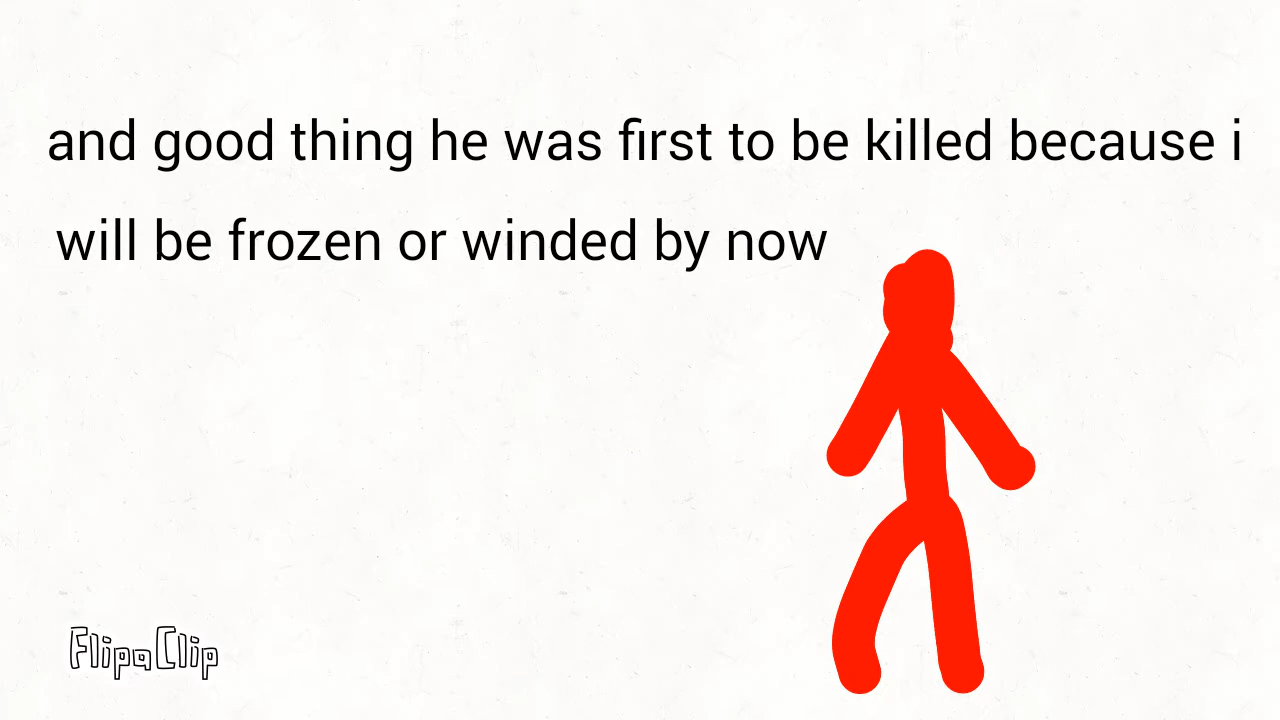 and good thing he was first to be killed because i
will be frozen or winded by now
FlipaClip